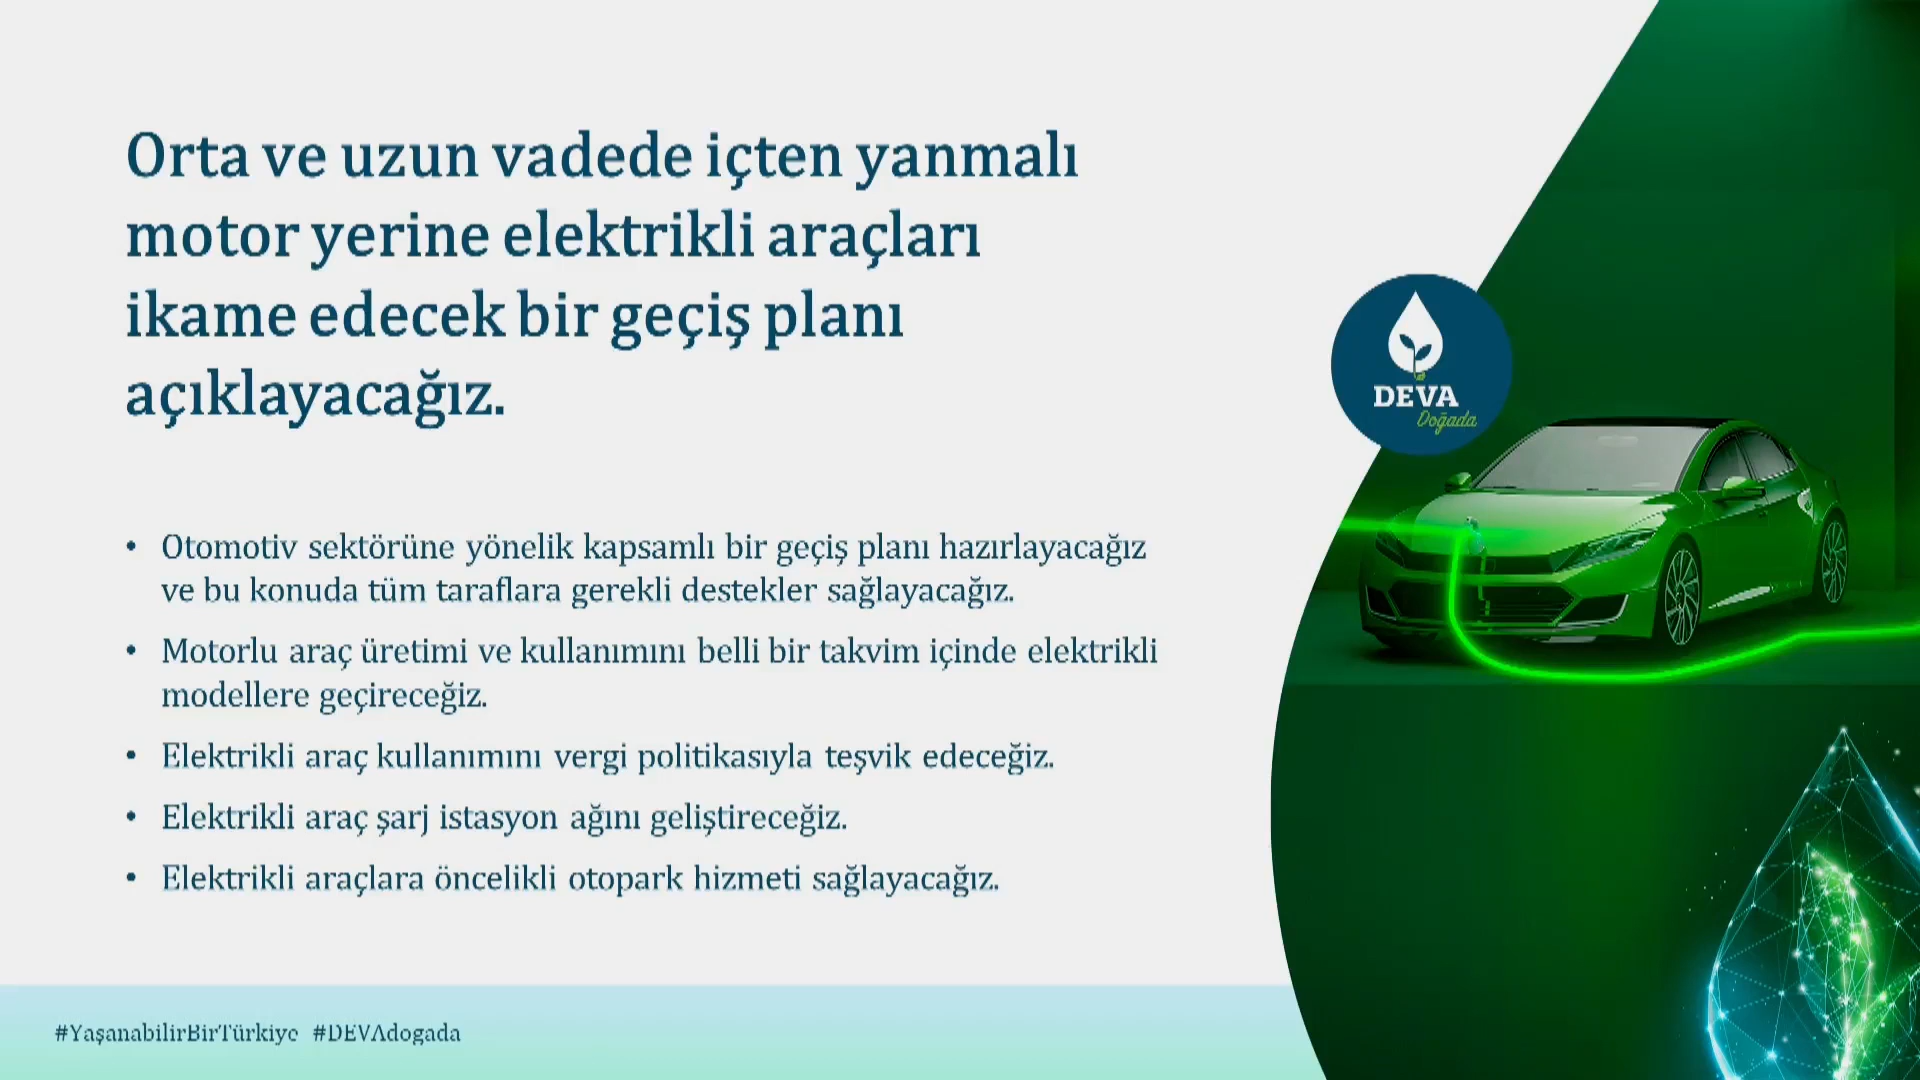 Orta ve uzun vadede içten yanmalı
motor yerine elektrikli araçları
ikame edecek bir geçiş planı
açıklayacağız.
• Otomotiv sektörüne yönelik kapsamlı bir geçiş planı hazırlayacağız
ve bu konuda tüm taraflara gerekli destekler sağlayacağız.
• Motorlu araç üretimi ve kullanımını belli bir takvim içinde elektrikli
modellere geçireceğiz.
• Elektrikli araç kullanımını vergi politikasıyla teşvik edeceğiz.
• Elektrikli araç şarj istasyon ağını geliştireceğiz.
• Elektrikli araçlara öncelikli otopark hizmeti sağlayacağız.
DEVA
Doğada
#YaşanabilirBirTürkiye #DEVAdogada